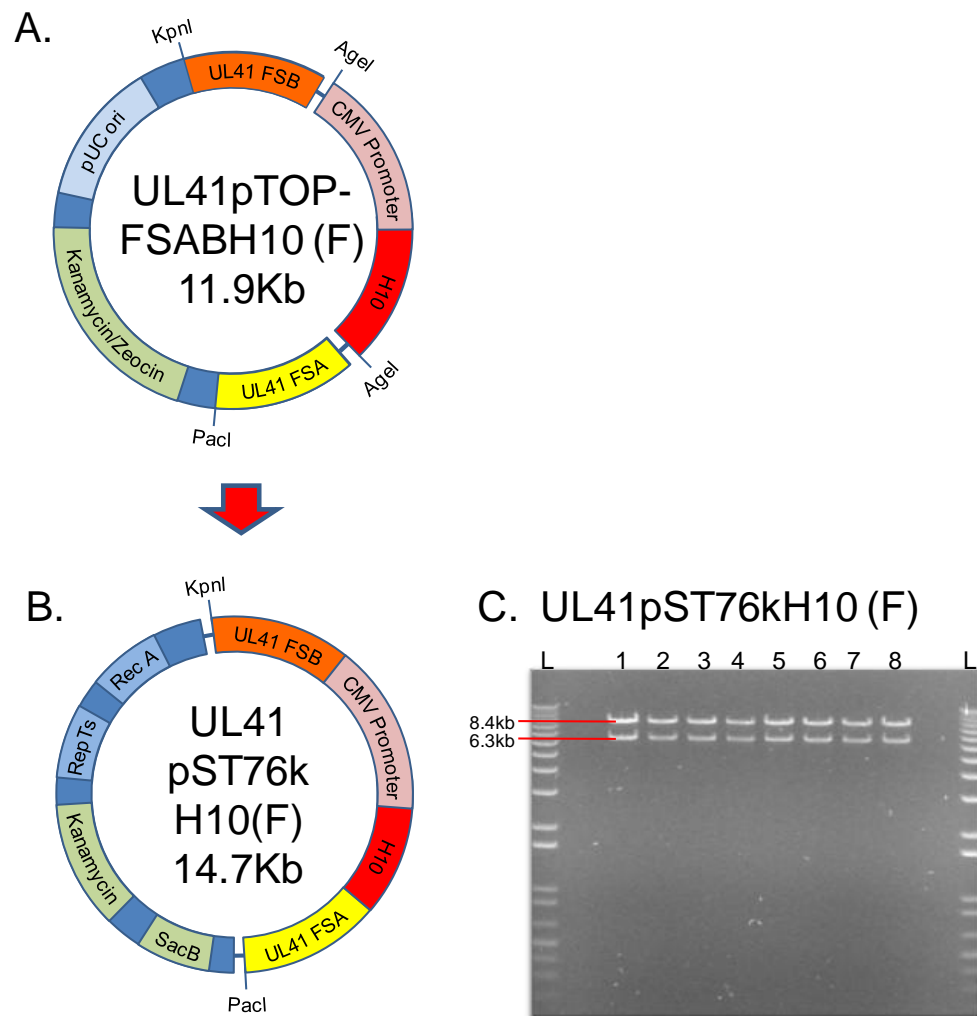 A.
KpnI
UL41 FSB
AgeI
CMV Promoter
pUC ori
UL41pTOP-
FSABH10 (F)
11.9Kb
H10
Kanamycin/Zeocin
AgeI
UL41 FSA
PacI
B.
KpnI
UL41 FSB
Rec A
CMV Promoter
RepTs
UL41
pST76k
H10(F)
14.7Kb
Kanamycin
H10
SacB
UL41 FSA
PacI
C. UL41pST76kH10 (F)
L 1 2 3 4 5 6 7 8 L
8.4kb
6.3kb